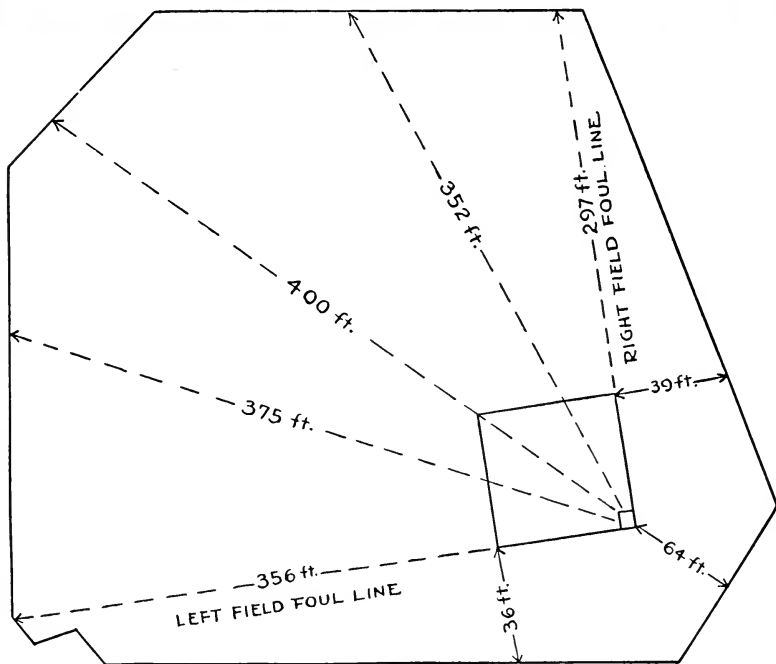 352 ft.
297 ft.
RIGHT FIELD FOUL LINE
400 ft.
39 ft.
375 ft.
356 ft.
LEFT FIELD FOUL LINE
64 ft.
36 ft.